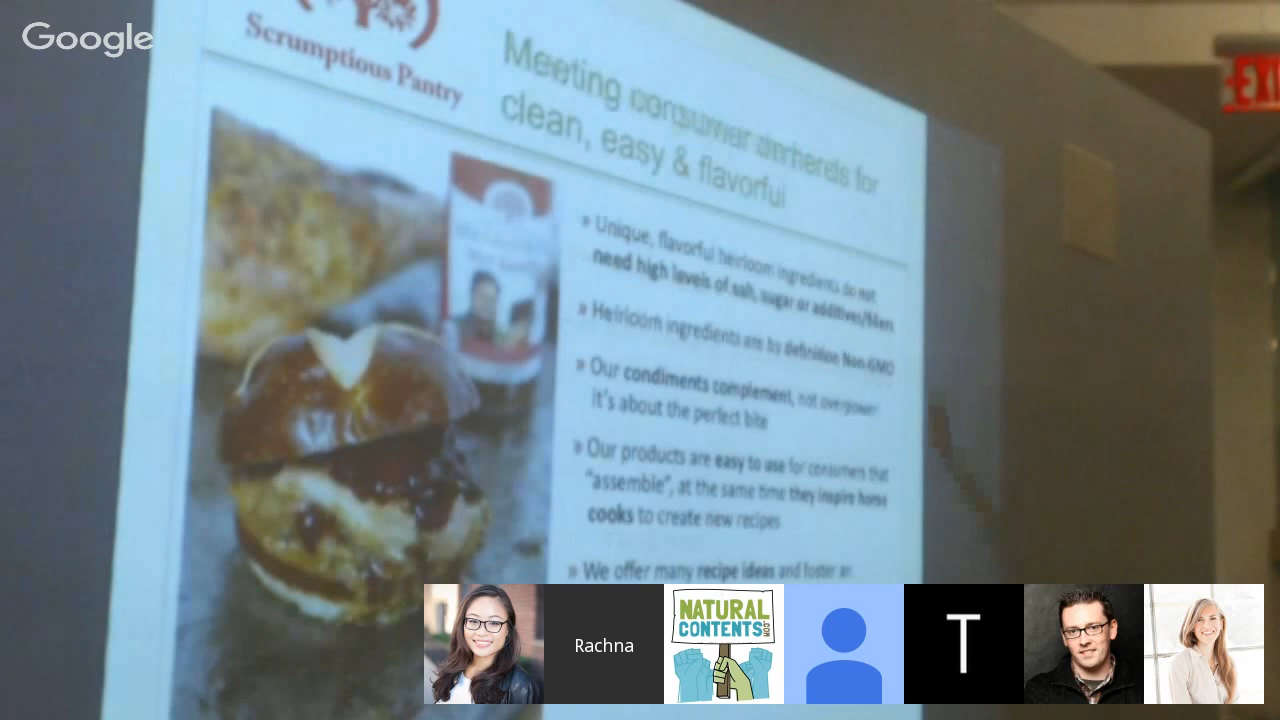 Google
EXI
Scrumptious Pantry
Meeting consumer for
clean, easy & flavorful
» Unique, flavorful heirloom ingredients do not
need high levels of salt, sugar or additives/fillers
» Heirloom ingredients are by definition Non-GMO
» Our condiments complement, not overpower
it's about the perfect bite
» Our products are easy to use for consumers that
"assemble", at the same time they inspire home
cooks to create new recipes
» We offer many recipe ideas and foster an
Rachna
NATURAL
CONTENTS
.COM
T